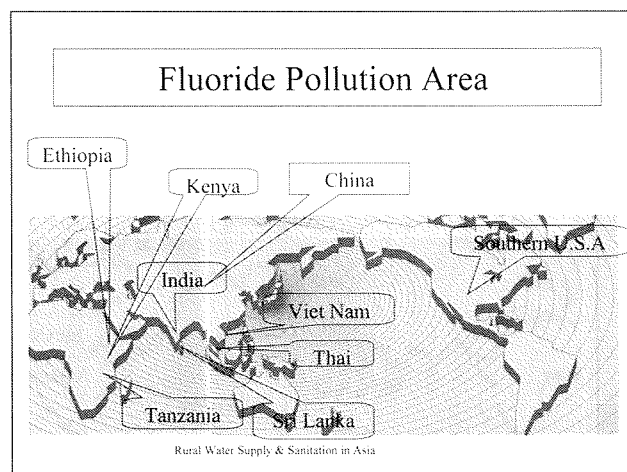 Fluoride Pollution Area
Ethiopia
Kenya
China
Southern U.S.A
India
Viet Nam
Thai
Tanzania
Sri Lanka
Rural Water Supply & Sanitation in Asia